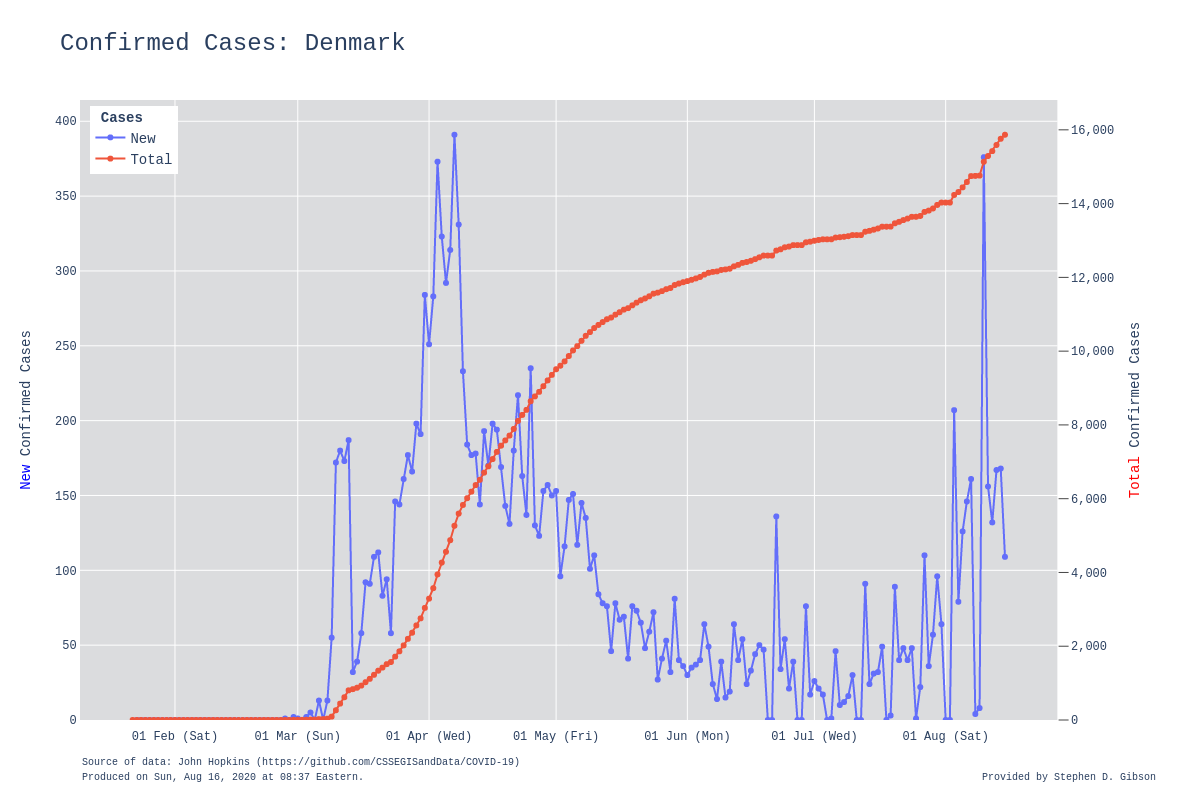 Confirmed Cases: Denmark
Cases
New
Total
400
350
300
250
200
150
100
50
0
New Confirmed Cases
16,000
14,000
12,000
10,000
8,000
6,000
4,000
2,000
0
Total Confirmed Cases
01 Feb (Sat) 01 Mar (Sun) 01 Apr (Wed) 01 May (Fri) 01 Jun (Mon) 01 Jul (Wed) 01 Aug (Sat)
Source of data: John Hopkins (https://github.com/CSSEGISandData/COVID-19)
Produced on Sun, Aug 16, 2020 at 08:37 Eastern.
Provided by Stephen D. Gibson